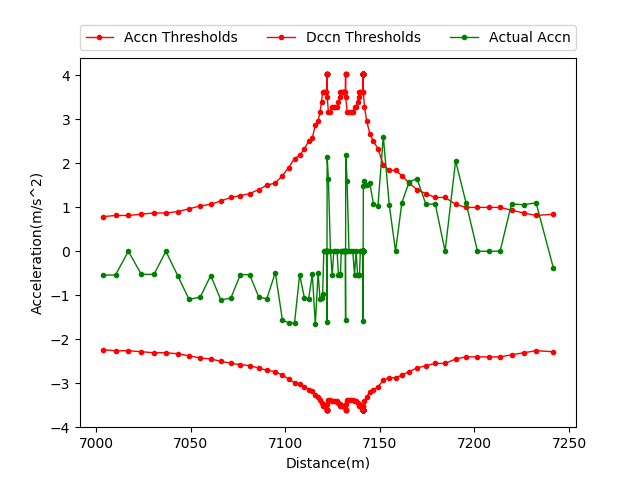 Accn Thresholds Dccn Thresholds Actual Accn
4
3
2
1
0
−1
−2
−3
−4
Acceleration(m/s^2)
7000 7050 7100 7150 7200 7250
Distance(m)